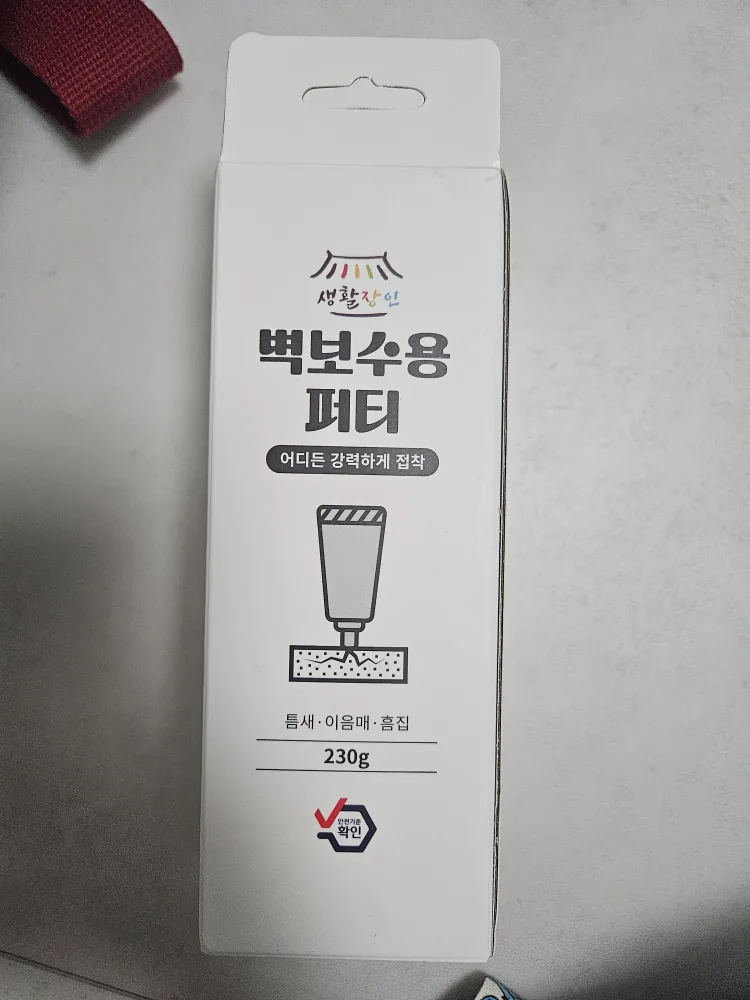 생활장인
벽보수용
퍼티
어디든 강력하게 접착
틈새·이음매·흠집
230g
안전기준
확인